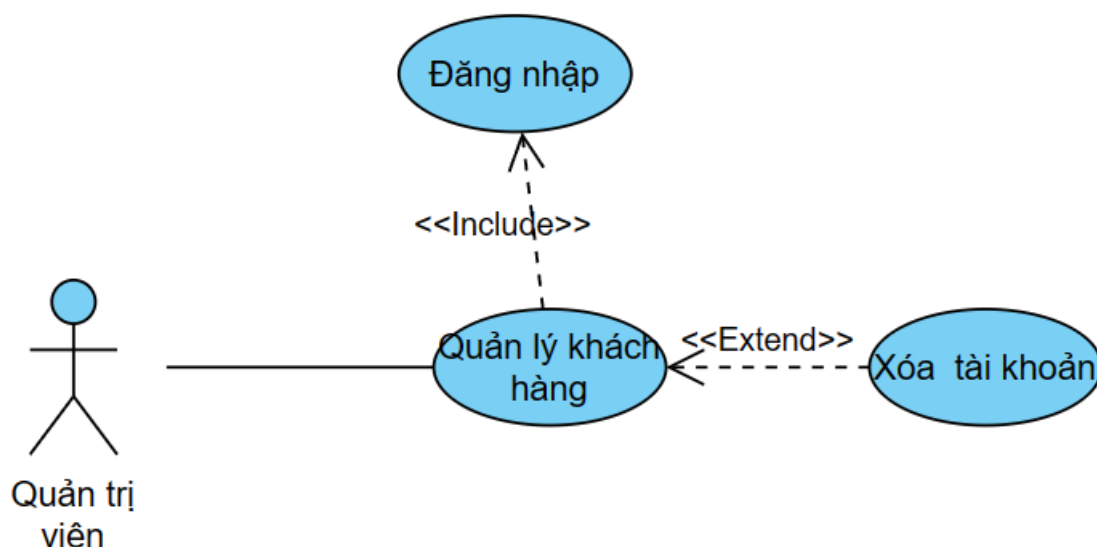 Đăng nhập
<<Include>>
Quản lý khách
hàng
<<Extend>>
Xóa tài khoản
Quản trị
viên